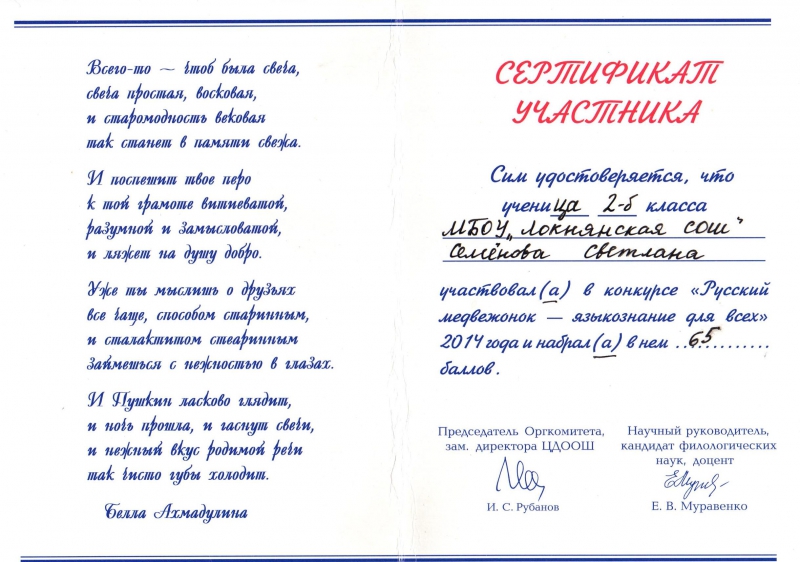 Всего-то — чтоб была свеча,
свеча простая, восковая,
и старомодность вековая
так станет в памяти свежа.
И поспешит твое перо
к той грамоте витиеватой,
разумной и замысловатой,
и ляжет на душу добро.
Уже ты мыслишь о друзьях
все чаще, способом старинным,
и сталактитом стеаринным
займешься с нежностью в глазах.
И Пушкин ласково глядит,
и ночь прошла, и гаснут свечи,
и нежный вкус родимой речи
так чисто губы холодит.
Белла Ахмадулина
СЕРТИФИКАТ
УЧАСТНИКА
Сим удостоверяется, что
ученица 2-б класса
МБОУ „Локнянская СОШ"
Семёнова Светлана
участвовал(а) в конкурсе «Русский
медвежонок — языкознание для всех»
2014 года и набрал(а) в нем ..65............
баллов.
Председатель Оргкомитета,
зам. директора ЦДООШ
И. С. Рубанов
Научный руководитель,
кандидат филологических
наук, доцент
Е. В. Муравенко